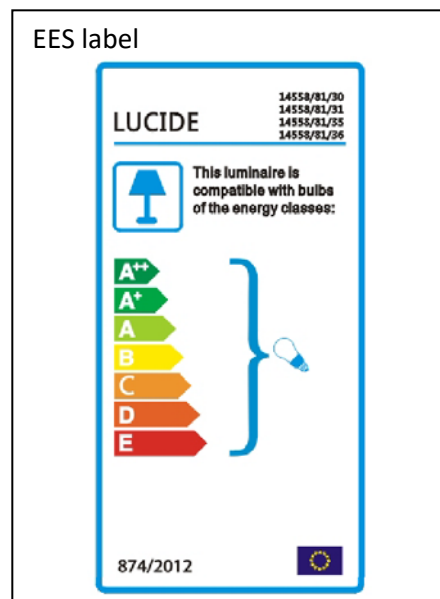 EES label
LUCIDE
14558/81/30
14558/81/31
14558/81/35
14558/81/36
This luminaire is
compatible with bulbs
of the energy classes:
A++
A+
A
B
C
D
E
874/2012